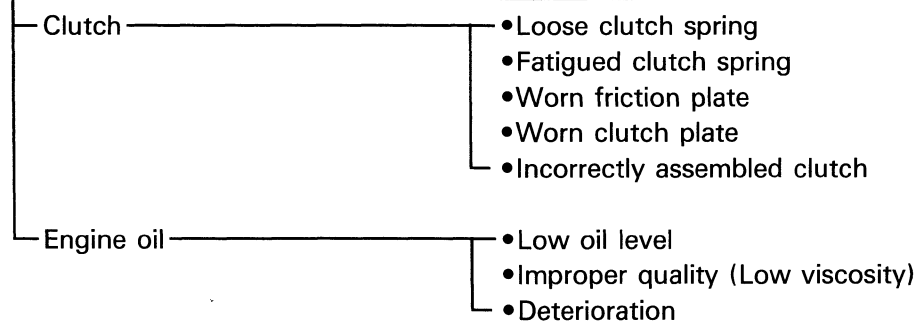 Clutch •Loose clutch spring
•Fatigued clutch spring
•Worn friction plate
•Worn clutch plate
•Incorrectly assembled clutch
Engine oil •Low oil level
•Improper quality (Low viscosity)
•Deterioration